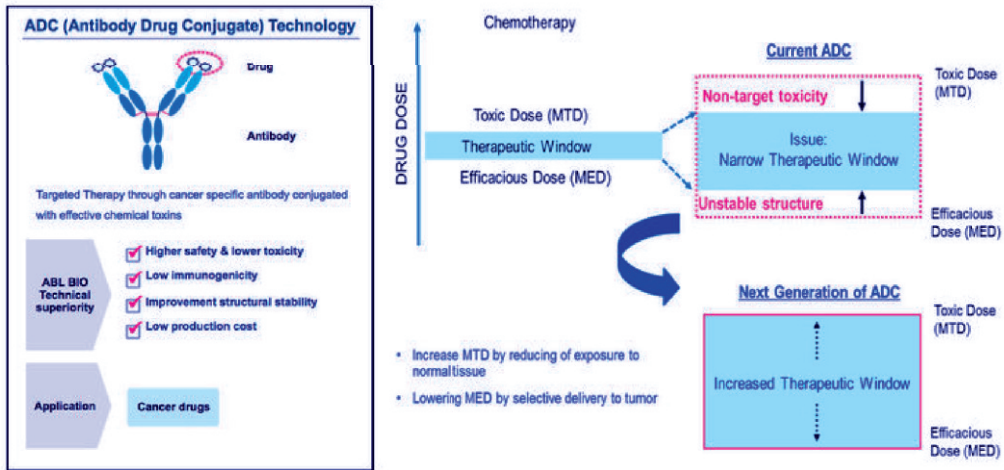 ADC (Antibody Drug Conjugate) Technology
Drug
Antibody
Targeted Therapy through cancer specific antibody conjugated
with effective chemical toxins
ABL BIO
Technical
superiority
Higher safety & lower toxicity
Low immunogenicity
Improvement structural stability
Low production cost
Application
Cancer drugs
DRUG DOSE
Chemotherapy
Toxic Dose (MTD)
Therapeutic Window
Efficacious Dose (MED)
Current ADC
Non-target toxicity
Issue:
Narrow Therapeutic Window
Unstable structure
Toxic Dose
(MTD)
Efficacious
Dose (MED)
Next Generation of ADC
Increased Therapeutic Window
Toxic Dose
(MTD)
Efficacious
Dose (MED)
• Increase MTD by reducing of exposure to
normaltissue
• Lowering MED by selective delivery to tumor